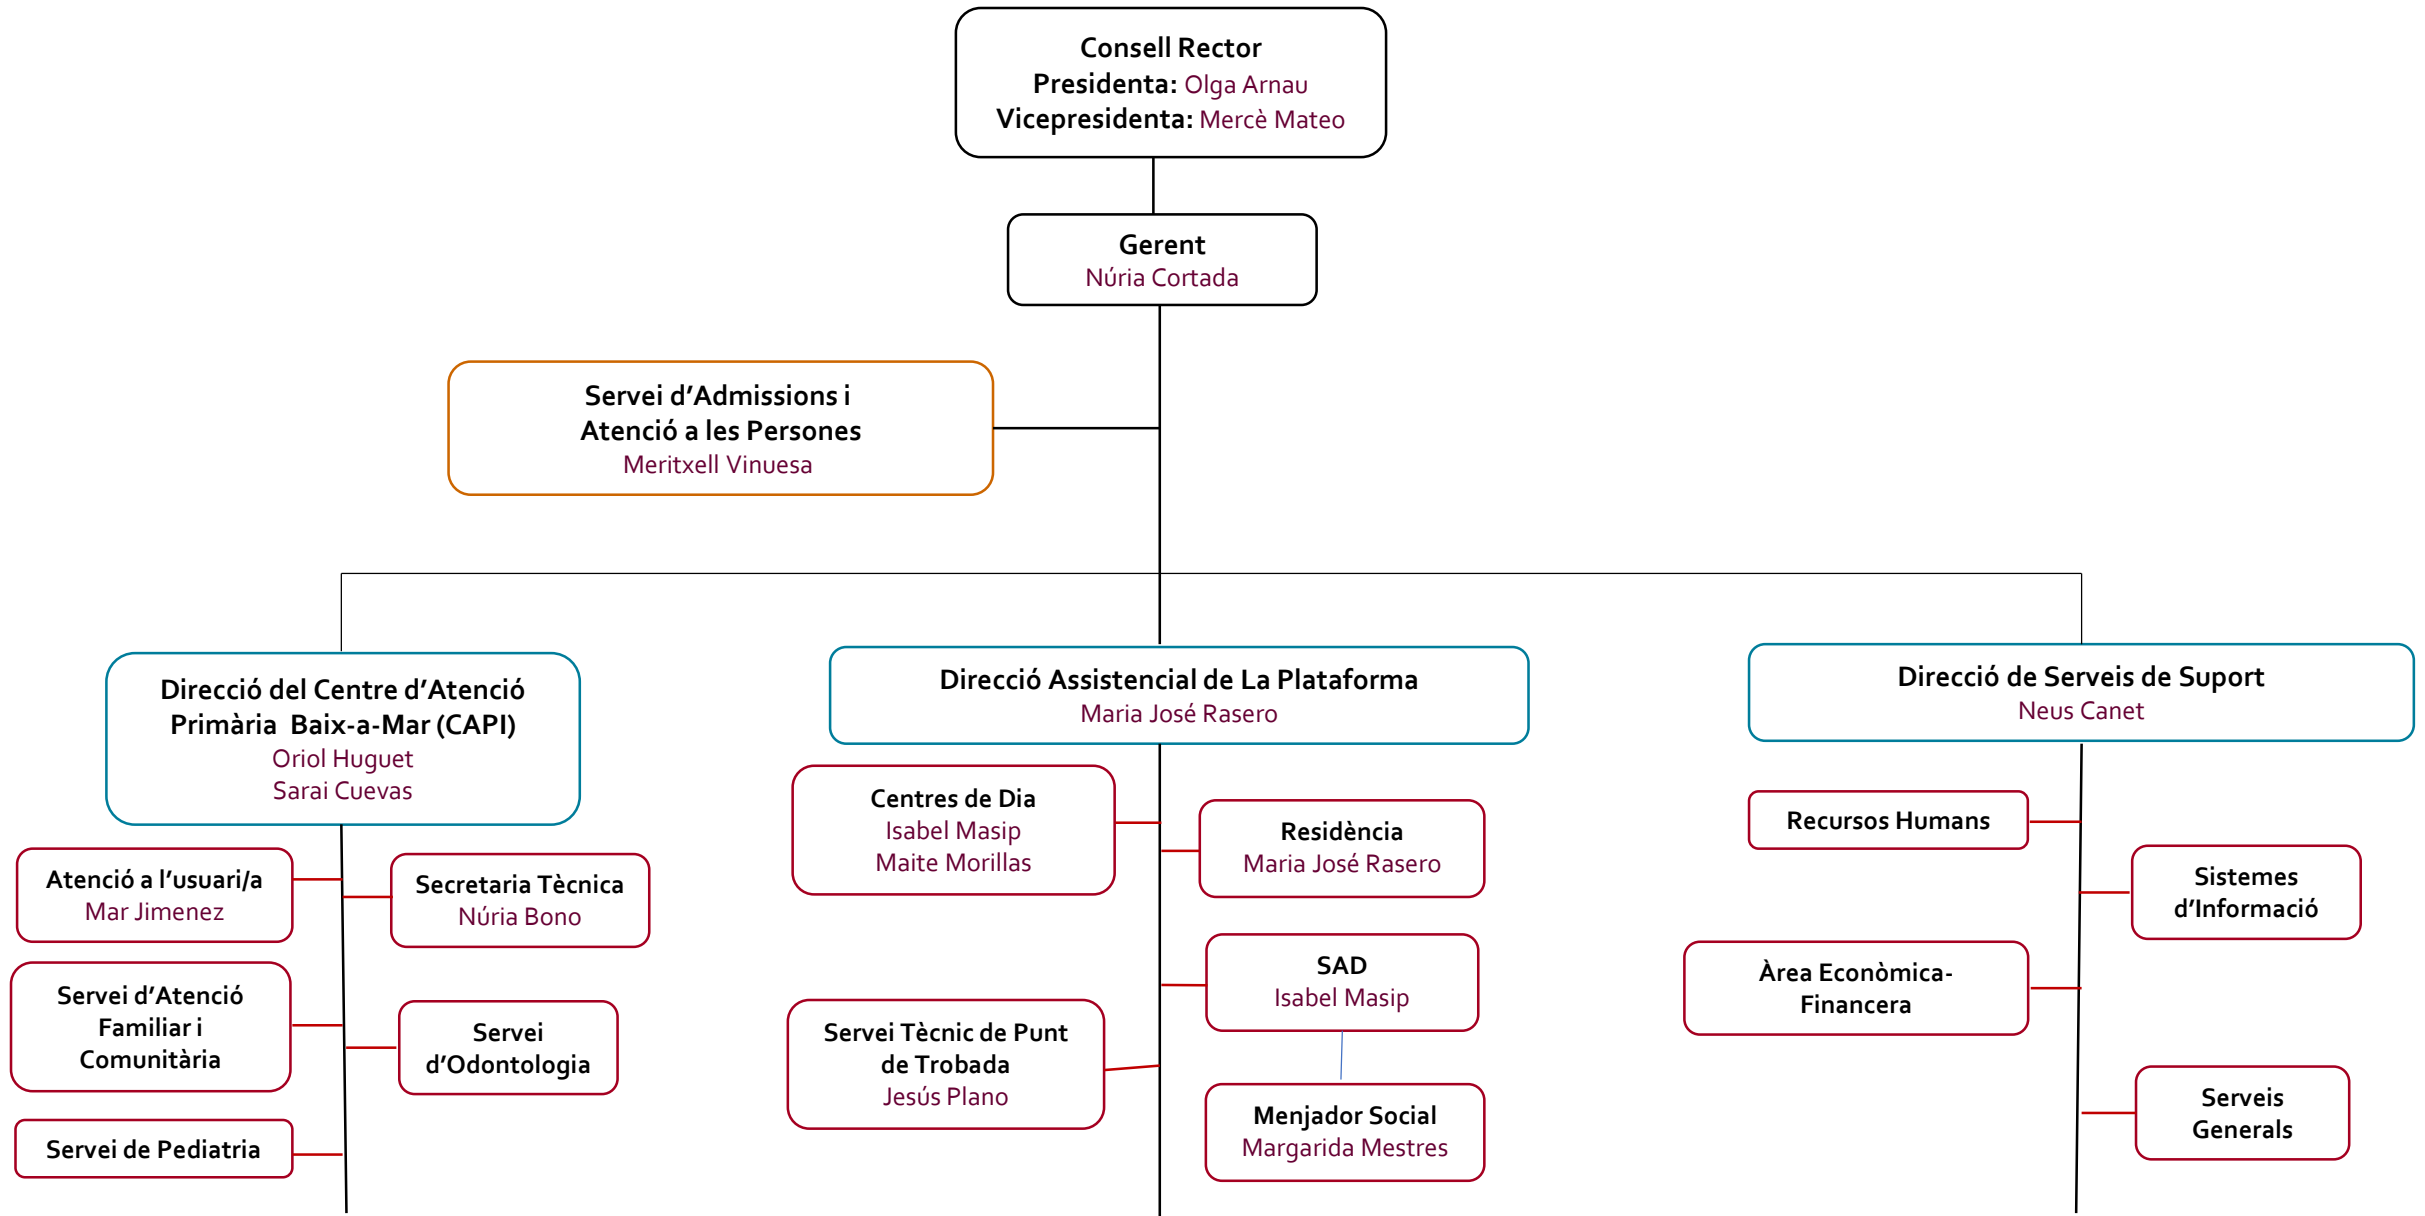 Consell Rector
Presidenta: Olga Arnau
Vicepresidenta: Mercè Mateo
Gerent
Núria Cortada
Servei d’Admissions i
Atenció a les Persones
Meritxell Vinuesa
Direcció del Centre d’Atenció
Primària  Baix-a-Mar (CAPI)
Oriol Huguet
Sarai Cuevas
Atenció a l’usuari/a
Mar Jimenez
Secretaria Tècnica
Núria Bono
Servei d’Atenció
Familiar i
Comunitària
Servei
d’Odontologia
Servei de Pediatria
Direcció Assistencial de La Plataforma
Maria José Rasero
Centres de Dia
Isabel Masip
Maite Morillas
Residència
Maria José Rasero
SAD
Isabel Masip
Servei Tècnic de Punt
de Trobada
Jesús Plano
Menjador Social
Margarida Mestres
Direcció de Serveis de Suport
Neus Canet
Recursos Humans
Sistemes
d’Informació
Àrea Econòmica-
Financera
Serveis
Generals